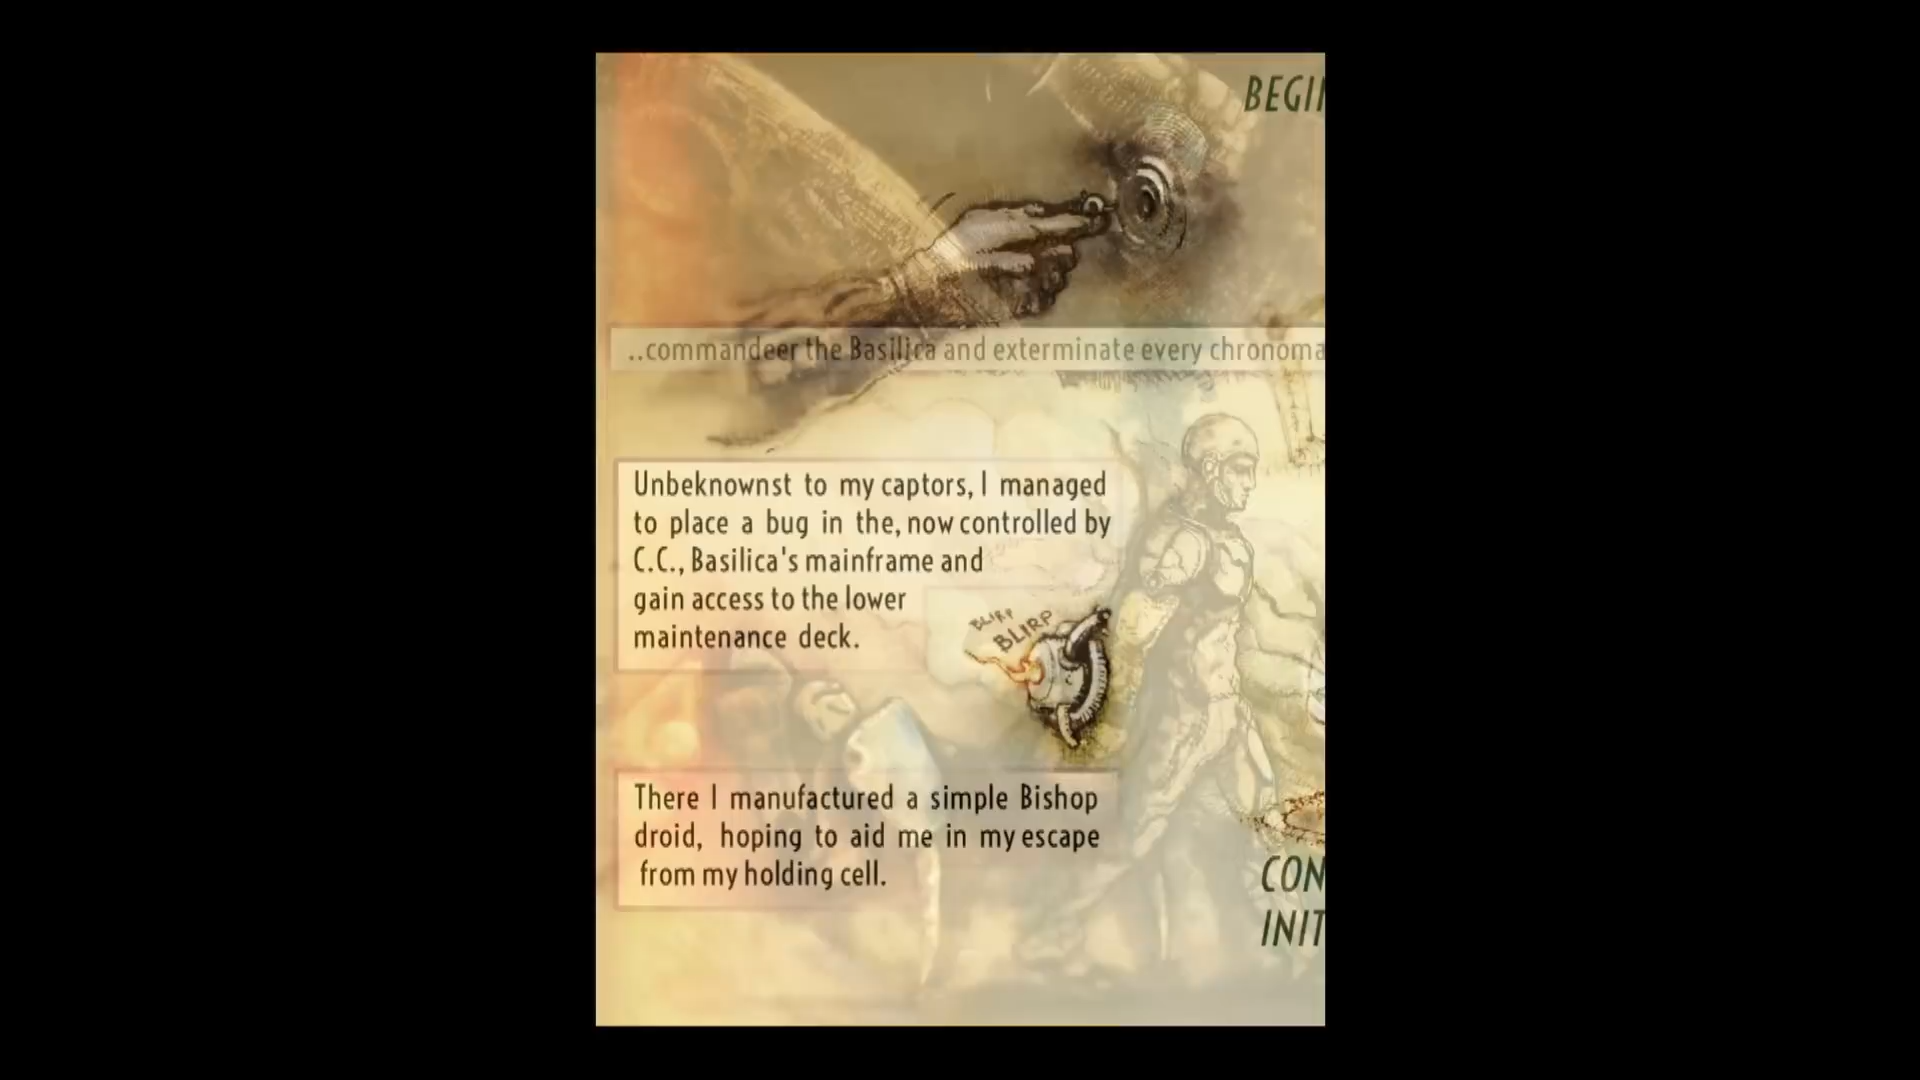 BEGI
..commandeer the Basilica and exterminate every chronoma
Unbeknownst to my captors, I managed
to place a bug in the, now controlled by
C.C., Basilica's mainframe and
gain access to the lower
maintenance deck.
BLIRP
BLIRP
There I manufactured a simple Bishop
droid, hoping to aid me in my escape
from my holding cell.
CON
INIT